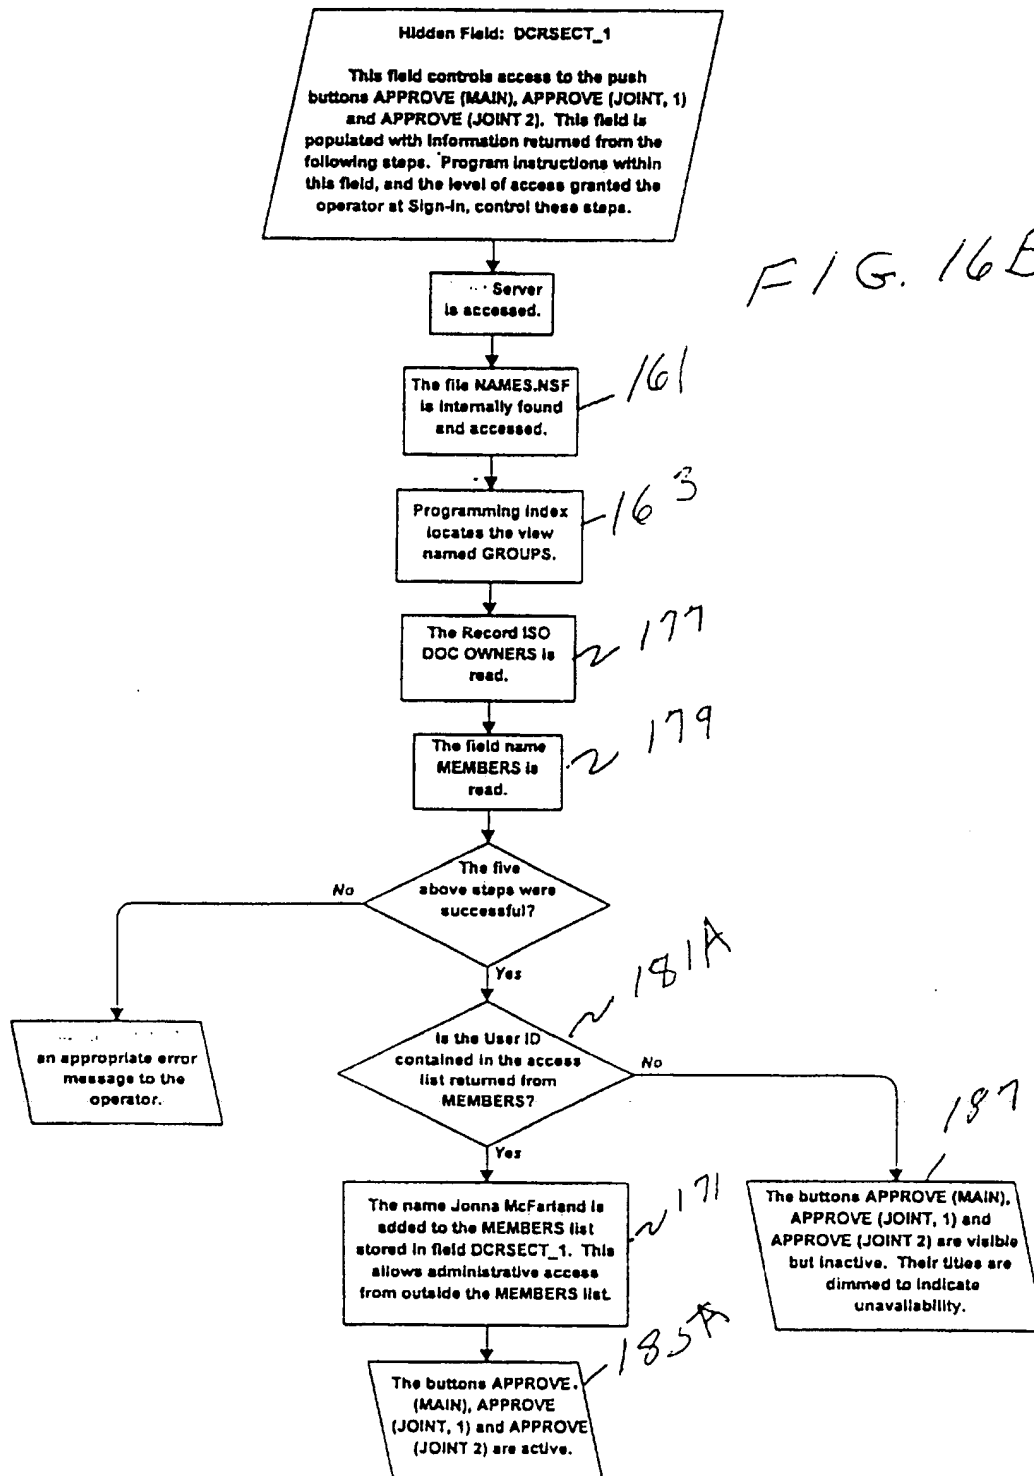 Hidden Field: DCRSECT_1
This field controls access to the push
buttons APPROVE (MAIN), APPROVE (JOINT, 1)
and APPROVE (JOINT 2). This field is
populated with information returned from the
following steps. Program instructions within
this field, and the level of access granted the
operator at Sign-in, control these steps.
FIG. 16B
Server
is accessed.
The file NAMES.NSF
is internally found
and accessed.
161
Programming index
locates the view
named GROUPS.
163
The Record ISO
DOC OWNERS is
read.
177
The field name
MEMBERS is
read.
179
The five
above steps were
successful?
No
Yes
181A
an appropriate error
message to the
operator.
Is the User ID
contained in the access
list returned from
MEMBERS?
No
Yes
187
The name Jonna McFarland is
added to the MEMBERS list
stored in field DCRSECT_1. This
allows administrative access
from outside the MEMBERS list.
171
The buttons APPROVE (MAIN),
APPROVE (JOINT, 1) and
APPROVE (JOINT 2) are visible
but inactive. Their titles are
dimmed to indicate
unavailability.
185A
The buttons APPROVE.
(MAIN), APPROVE
(JOINT, 1) and APPROVE
(JOINT 2) are active.